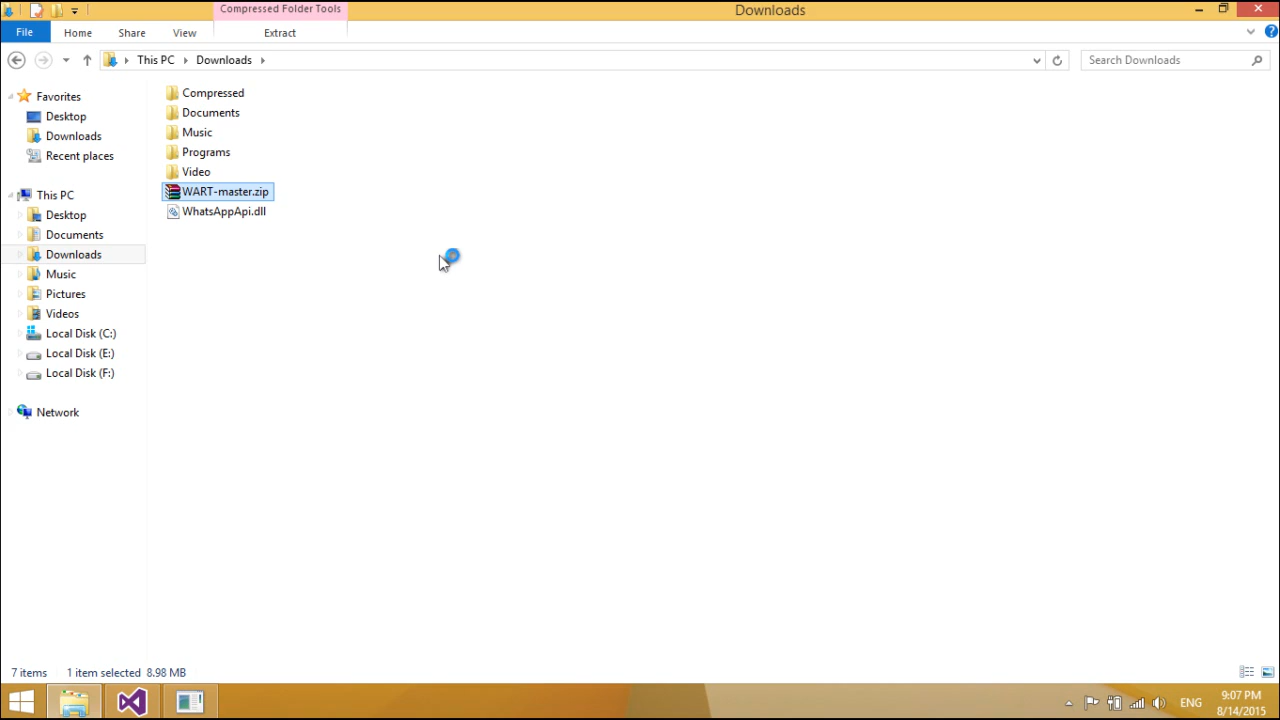 Compressed Folder Tools
Downloads
File
Home
Share
View
Extract
This PC
Downloads
Search Downloads
Favorites
Desktop
Downloads
Recent places
This PC
Desktop
Documents
Downloads
Music
Pictures
Videos
Local Disk (C:)
Local Disk (E:)
Local Disk (F:)
Network
Compressed
Documents
Music
Programs
Video
WART-master.zip
WhatsAppApi.dll
7 items
1 item selected 8.98 MB
ENG
9:07 PM
8/14/2015